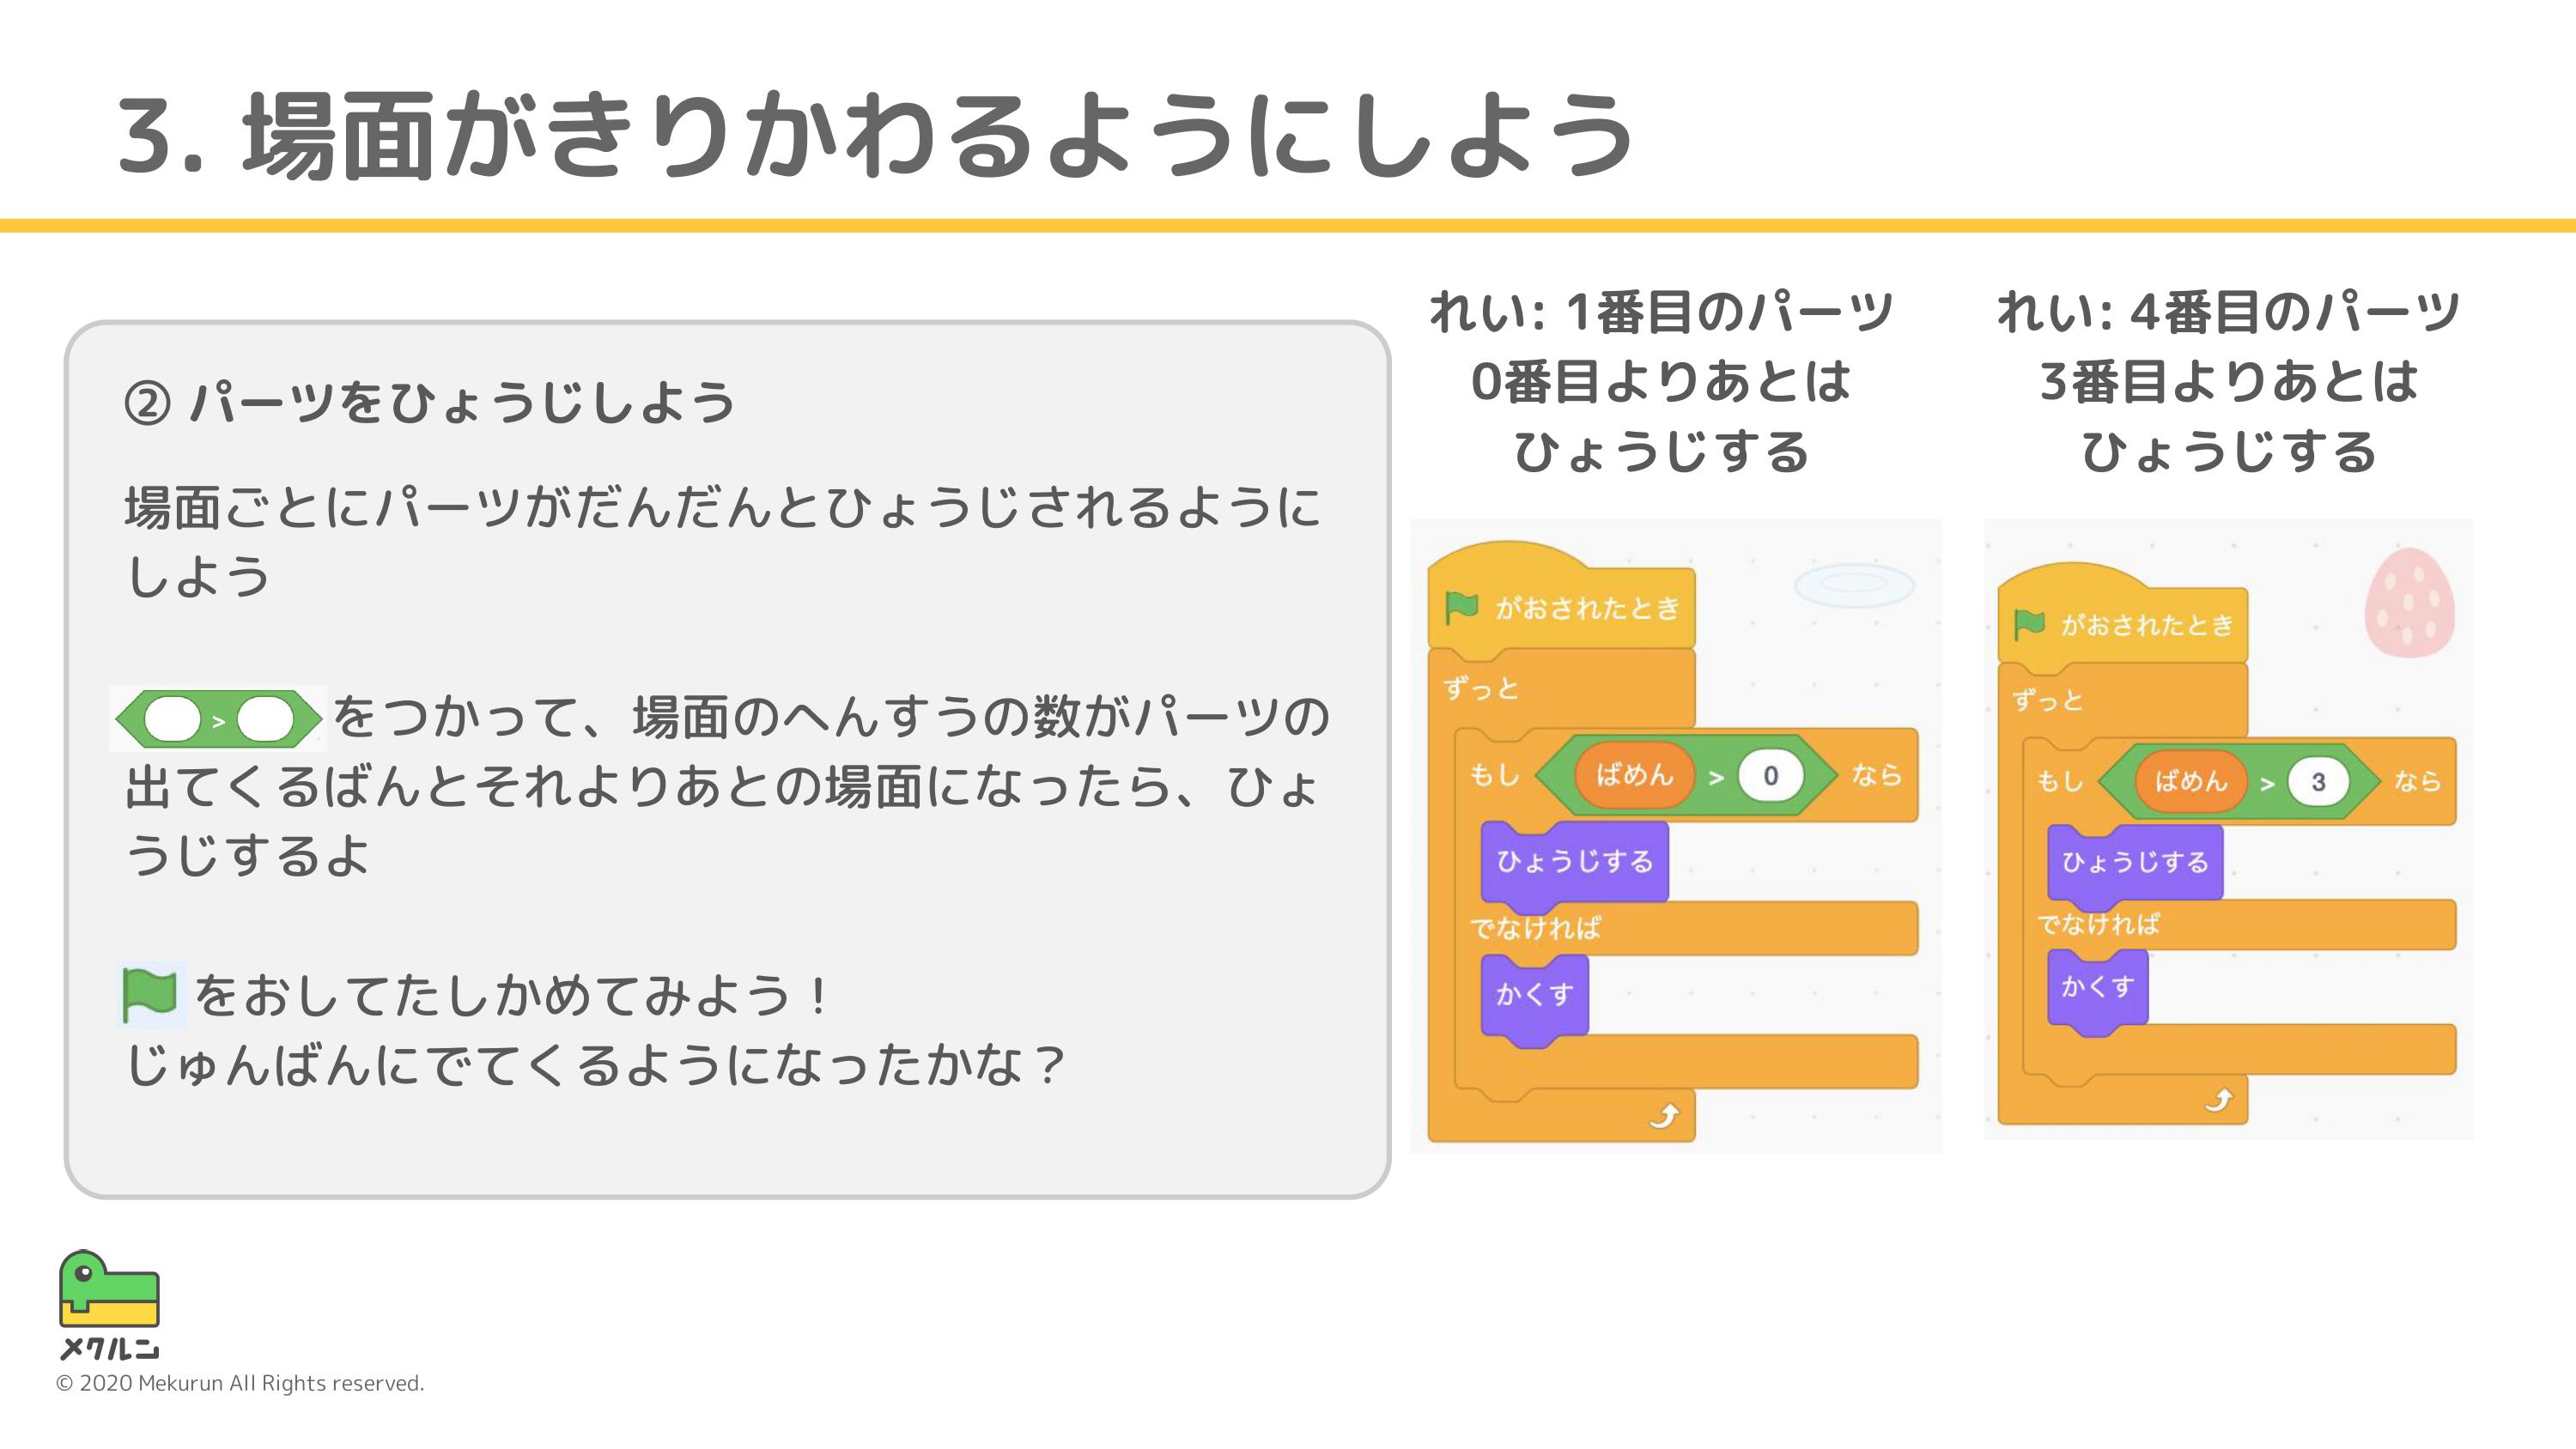 3. 場面がきりかわるようにしよう
② パーツをひょうじしよう
場面ごとにパーツがだんだんとひょうじされるように
しよう
> をつかって、場面のへんすうの数がパーツの
出てくるばんとそれよりあとの場面になったら、ひょ
うじするよ
をおしてたしかめてみよう！
じゅんばんにでてくるようになったかな？
れい: 1番目のパーツ
0番目よりあとは
ひょうじする
がおされたとき
ずっと
もし ばめん > 0 なら
ひょうじする
でなければ
かくす
れい: 4番目のパーツ
3番目よりあとは
ひょうじする
がおされたとき
ずっと
もし ばめん > 3 なら
ひょうじする
でなければ
かくす
メクルン
© 2020 Mekurun All Rights reserved.